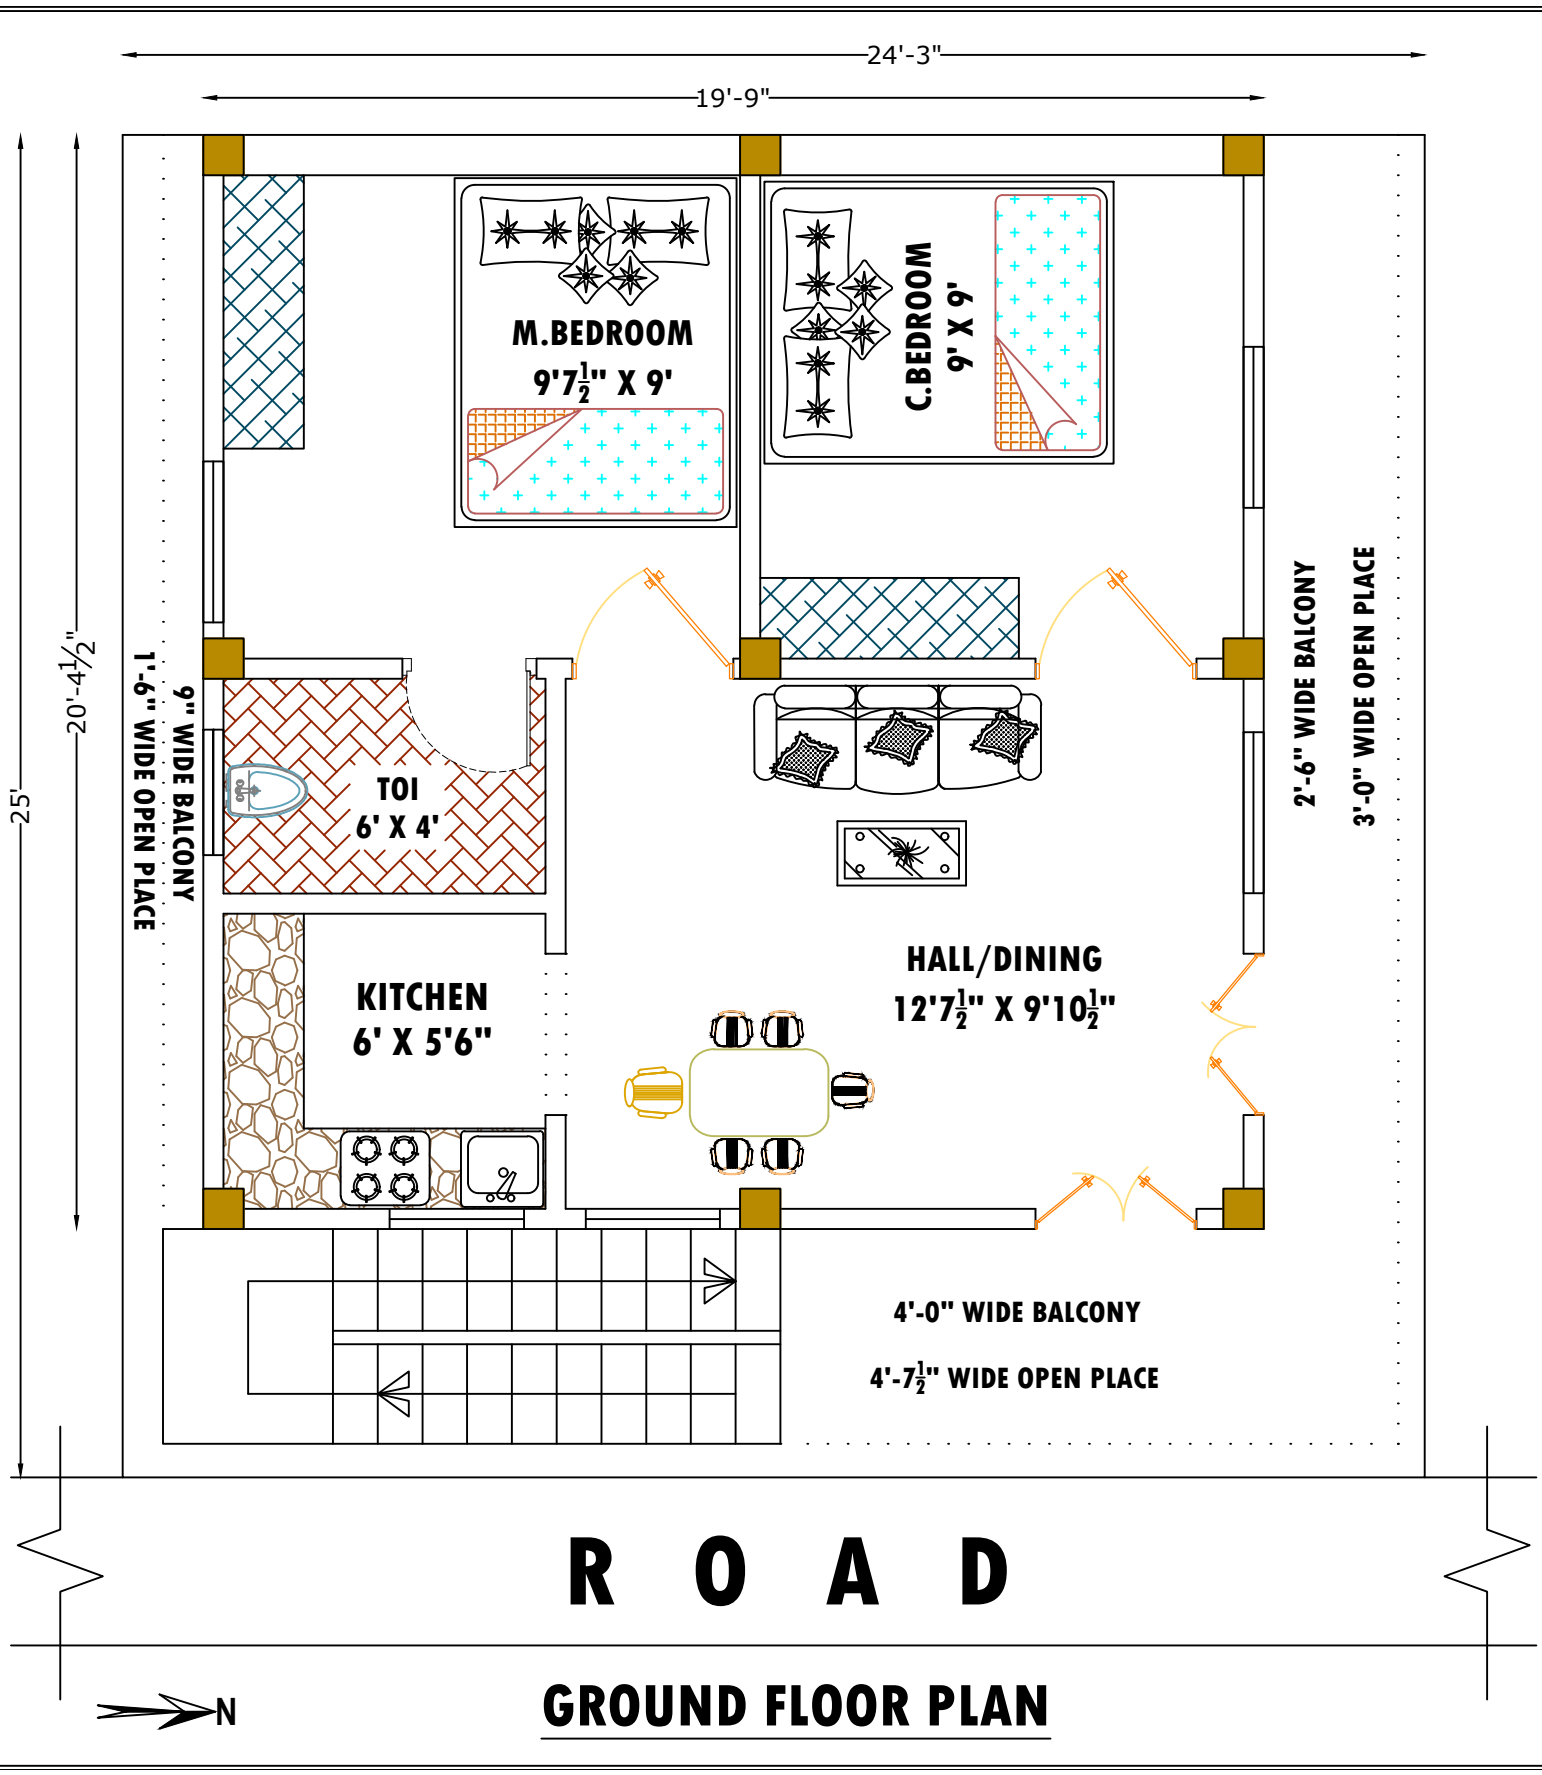 24'-3"
19'-9"
25'
20'-4½"
M.BEDROOM
9'7½" X 9'
C.BEDROOM
9' X 9'
1'-6" WIDE OPEN PLACE
9" WIDE BALCONY
2'-6" WIDE BALCONY
3'-0" WIDE OPEN PLACE
TOI
6' X 4'
HALL/DINING
12'7½" X 9'10½"
KITCHEN
6' X 5'6"
4'-0" WIDE BALCONY
4'-7½" WIDE OPEN PLACE
R O A D
N
GROUND FLOOR PLAN